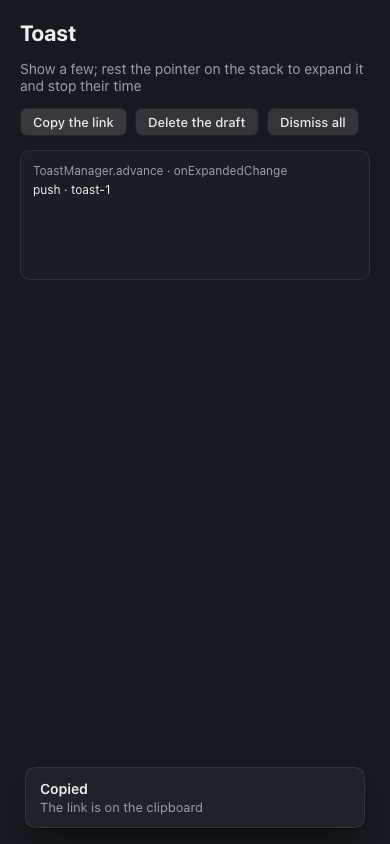 Toast
Show a few; rest the pointer on the stack to expand it
and stop their time
Copy the link
Delete the draft
Dismiss all
ToastManager.advance · onExpandedChange
push · toast-1
Copied
The link is on the clipboard